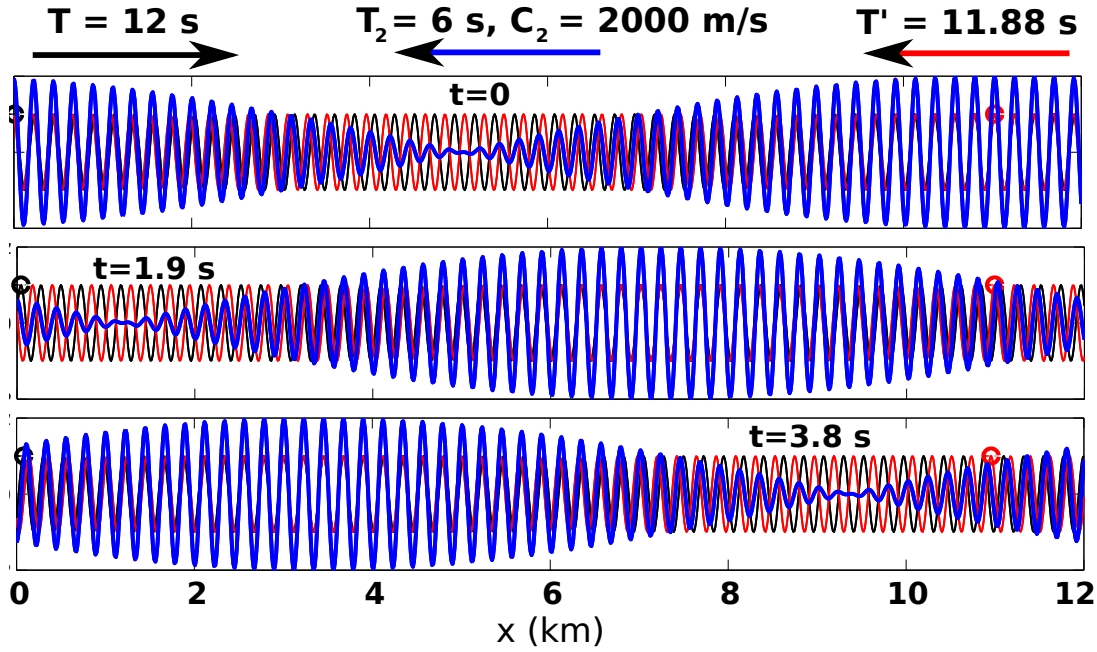 T = 12 s T₂= 6 s, C₂ = 2000 m/s T' = 11.88 s
t=0
t=1.9 s
t=3.8 s
0 2 4 6 8 10 12
x (km)